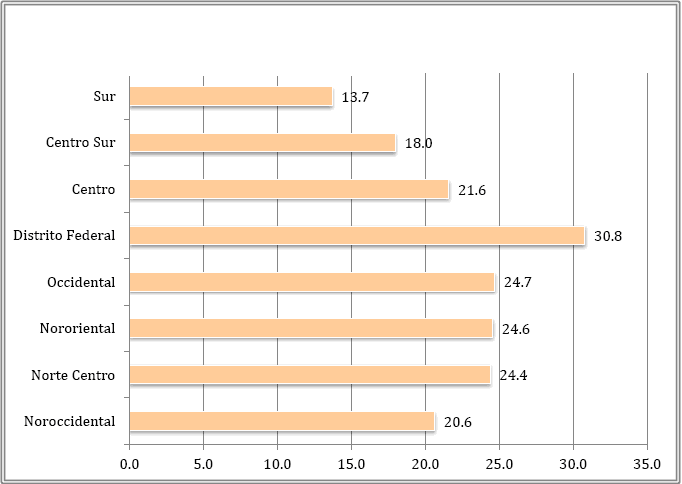 Sur 13.7
Centro Sur 18.0
Centro 21.6
Distrito Federal 30.8
Occidental 24.7
Nororiental 24.6
Norte Centro 24.4
Noroccidental 20.6
0.0 5.0 10.0 15.0 20.0 25.0 30.0 35.0